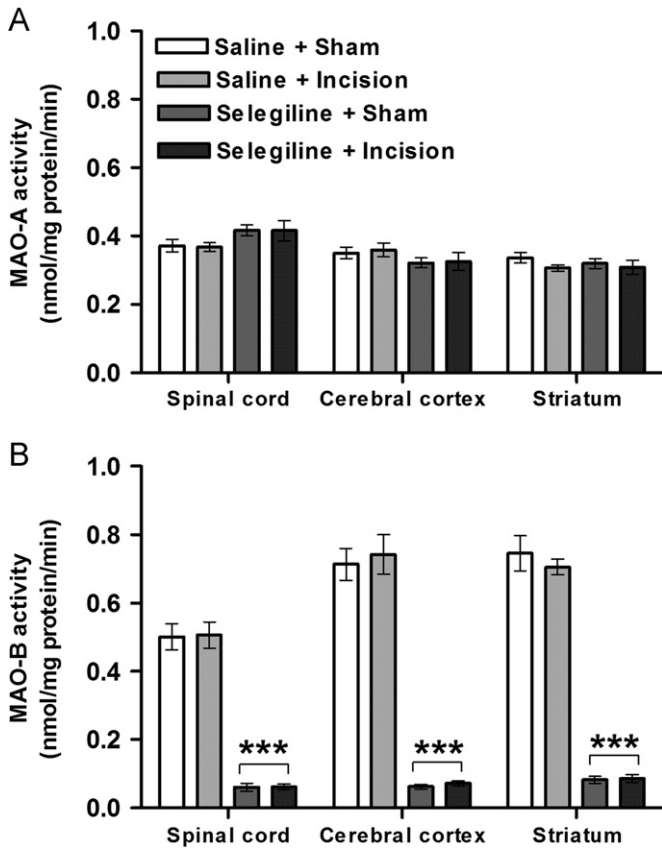 A
MAO-A activity
(nmol/mg protein/min)
1.0
0.8
0.6
0.4
0.2
0.0
Saline + Sham
Saline + Incision
Selegiline + Sham
Selegiline + Incision
Spinal cord Cerebral cortex Striatum
B
MAO-B activity
(nmol/mg protein/min)
1.0
0.8
0.6
0.4
0.2
0.0
*** *** ***
Spinal cord Cerebral cortex Striatum